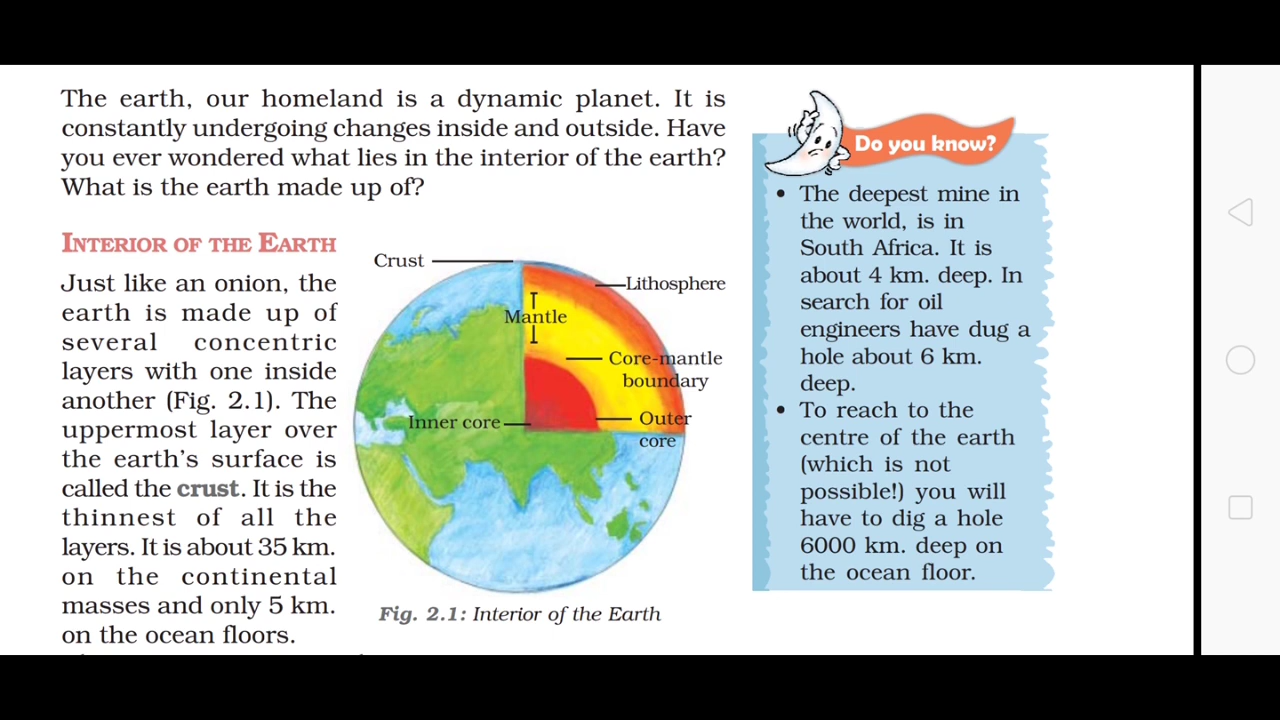 The earth, our homeland is a dynamic planet. It is
constantly undergoing changes inside and outside. Have
you ever wondered what lies in the interior of the earth?
What is the earth made up of?
INTERIOR OF THE EARTH
Just like an onion, the
earth is made up of
several concentric
layers with one inside
another (Fig. 2.1). The
uppermost layer over
the earth's surface is
called the crust. It is the
thinnest of all the
layers. It is about 35 km.
on the continental
masses and only 5 km.
on the ocean floors.
Crust
Lithosphere
Mantle
Core-mantle
boundary
Inner core
Outer
core
Fig. 2.1: Interior of the Earth
Do you know?
• The deepest mine in
the world, is in
South Africa. It is
about 4 km. deep. In
search for oil
engineers have dug a
hole about 6 km.
deep.
• To reach to the
centre of the earth
(which is not
possible!) you will
have to dig a hole
6000 km. deep on
the ocean floor.